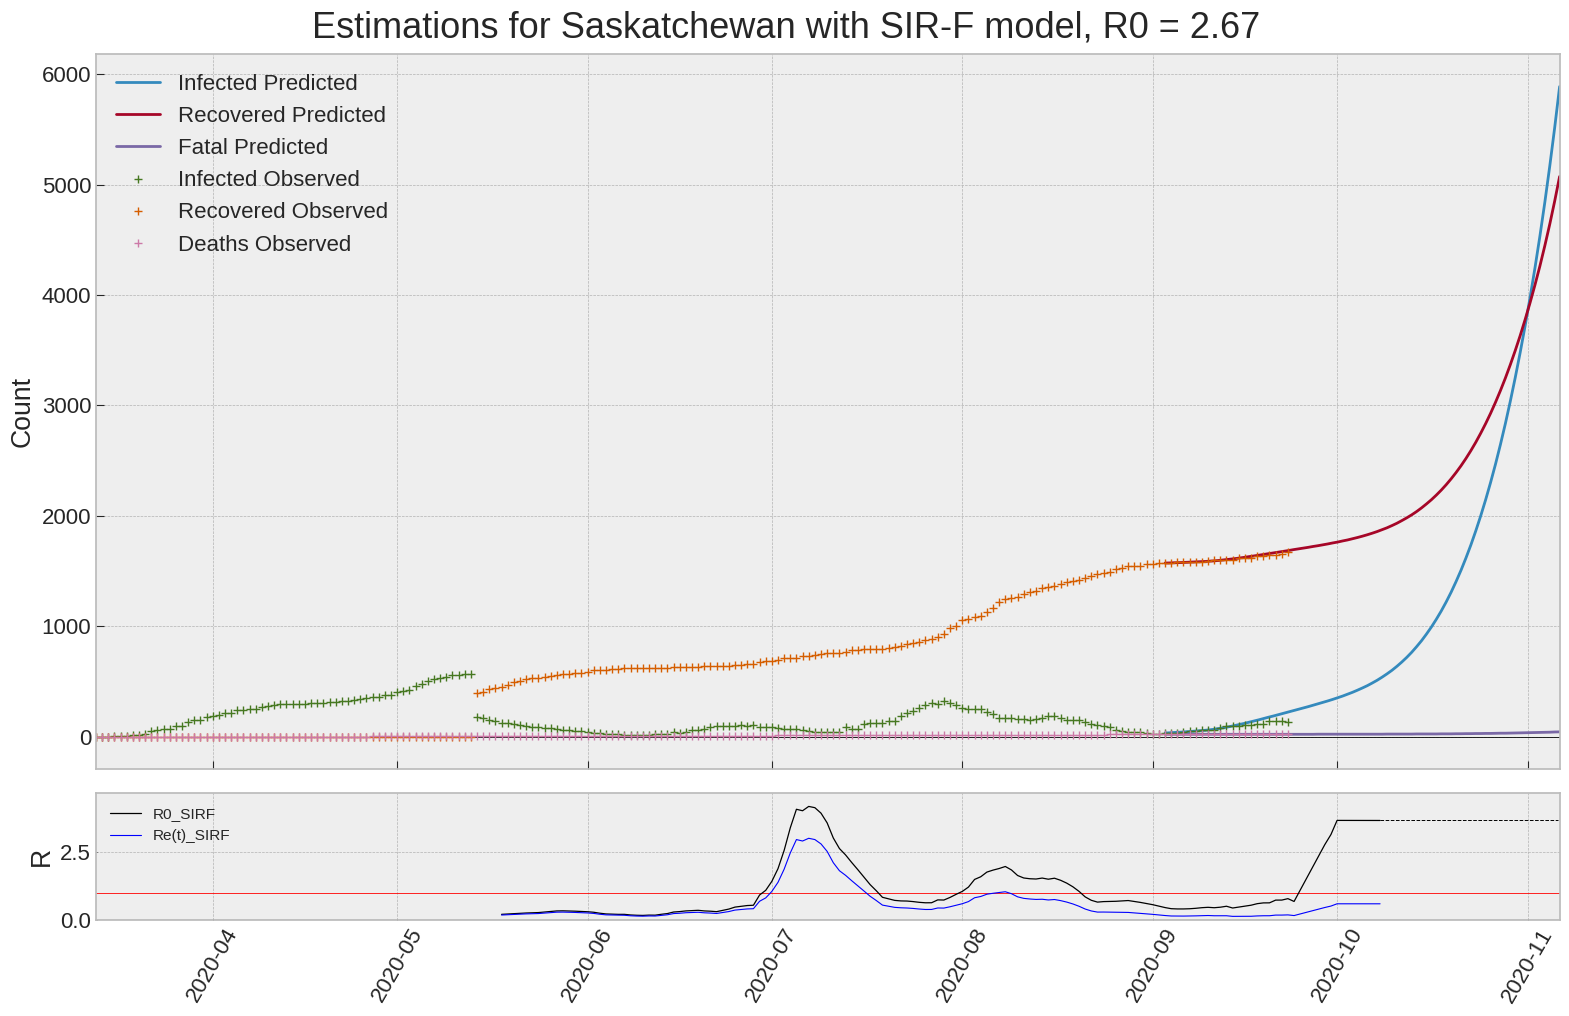 Estimations for Saskatchewan with SIR-F model, R0 = 2.67
6000
5000
4000
3000
2000
1000
0
Count
Infected Predicted
Recovered Predicted
Fatal Predicted
Infected Observed
Recovered Observed
Deaths Observed
R0_SIRF
Re(t)_SIRF
2.5
0.0
R
2020-04
2020-05
2020-06
2020-07
2020-08
2020-09
2020-10
2020-11